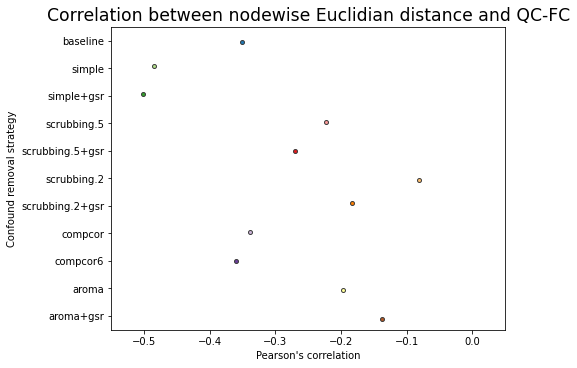 Correlation between nodewise Euclidian distance and QC-FC
Confound removal strategy
baseline
simple
simple+gsr
scrubbing.5
scrubbing.5+gsr
scrubbing.2
scrubbing.2+gsr
compcor
compcor6
aroma
aroma+gsr
−0.5 −0.4 −0.3 −0.2 −0.1 0.0
Pearson's correlation